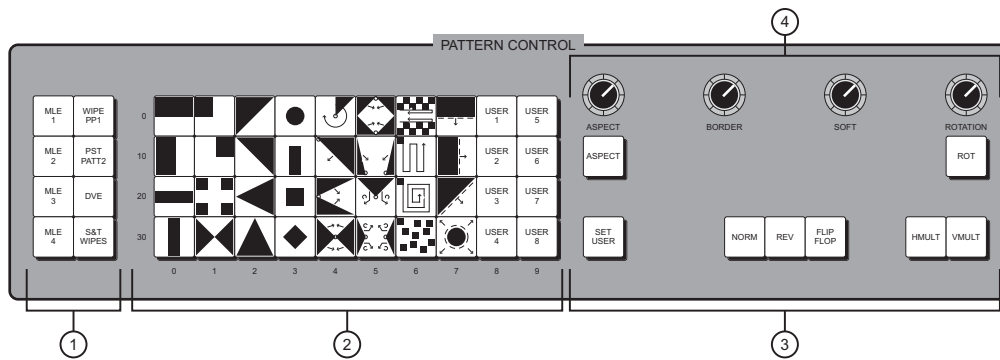 4
PATTERN CONTROL
MLE 1
WIPE PP1
MLE 2
PST PATT2
MLE 3
DVE
MLE 4
S&T WIPES
0
10
20
30
USER 1
USER 5
USER 2
USER 6
USER 3
USER 7
USER 4
USER 8
0 1 2 3 4 5 6 7 8 9
ASPECT
BORDER
SOFT
ROTATION
ASPECT
ROT
SET USER
NORM
REV
FLIP FLOP
HMULT
VMULT
1
2
3